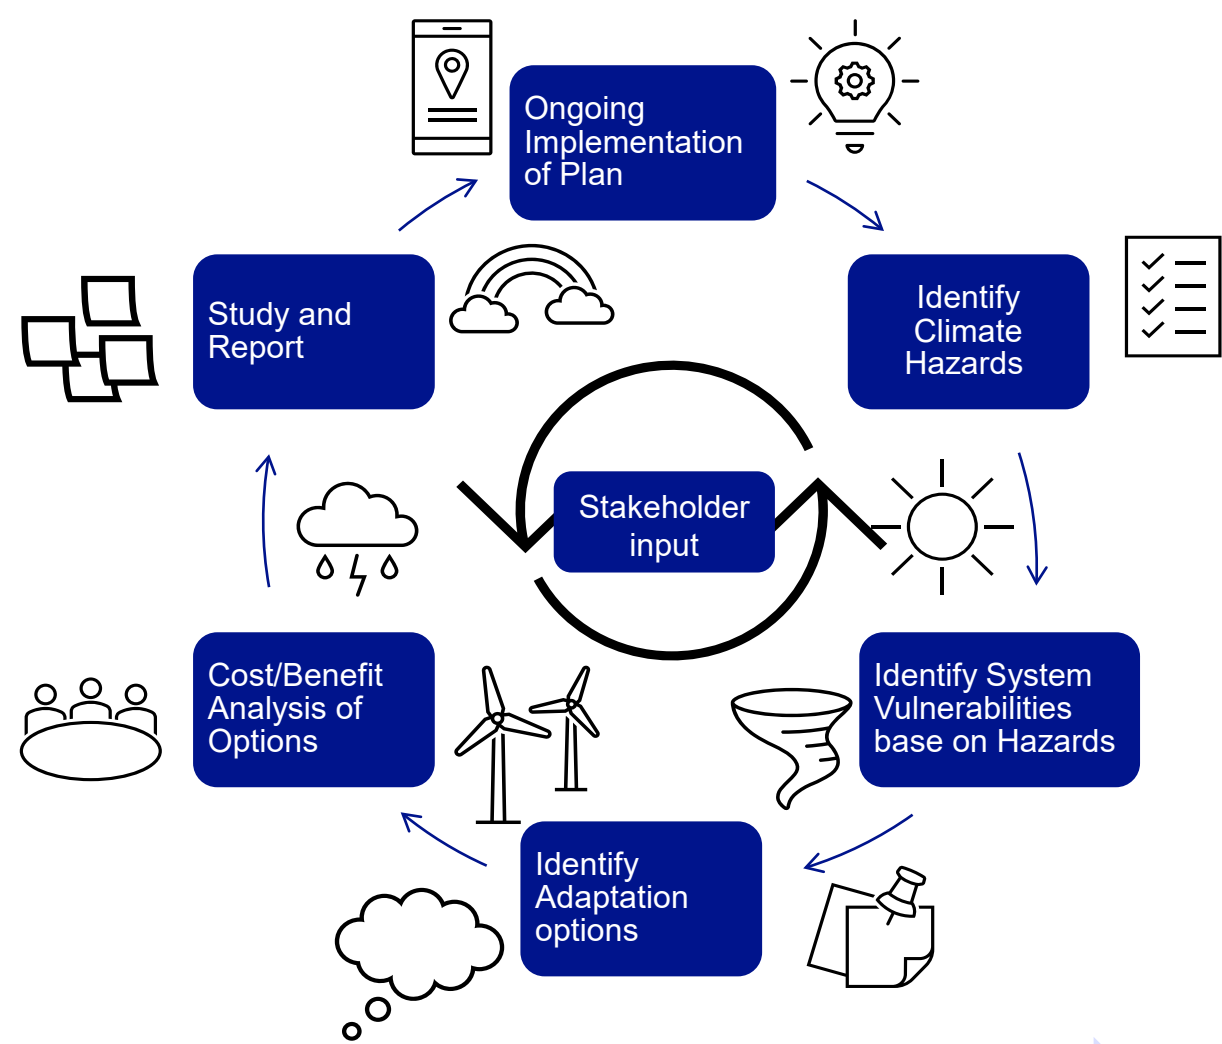 Ongoing
Implementation
of Plan
Identify
Climate
Hazards
Study and
Report
Stakeholder
input
Identify System
Vulnerabilities
base on Hazards
Cost/Benefit
Analysis of
Options
Identify
Adaptation
options